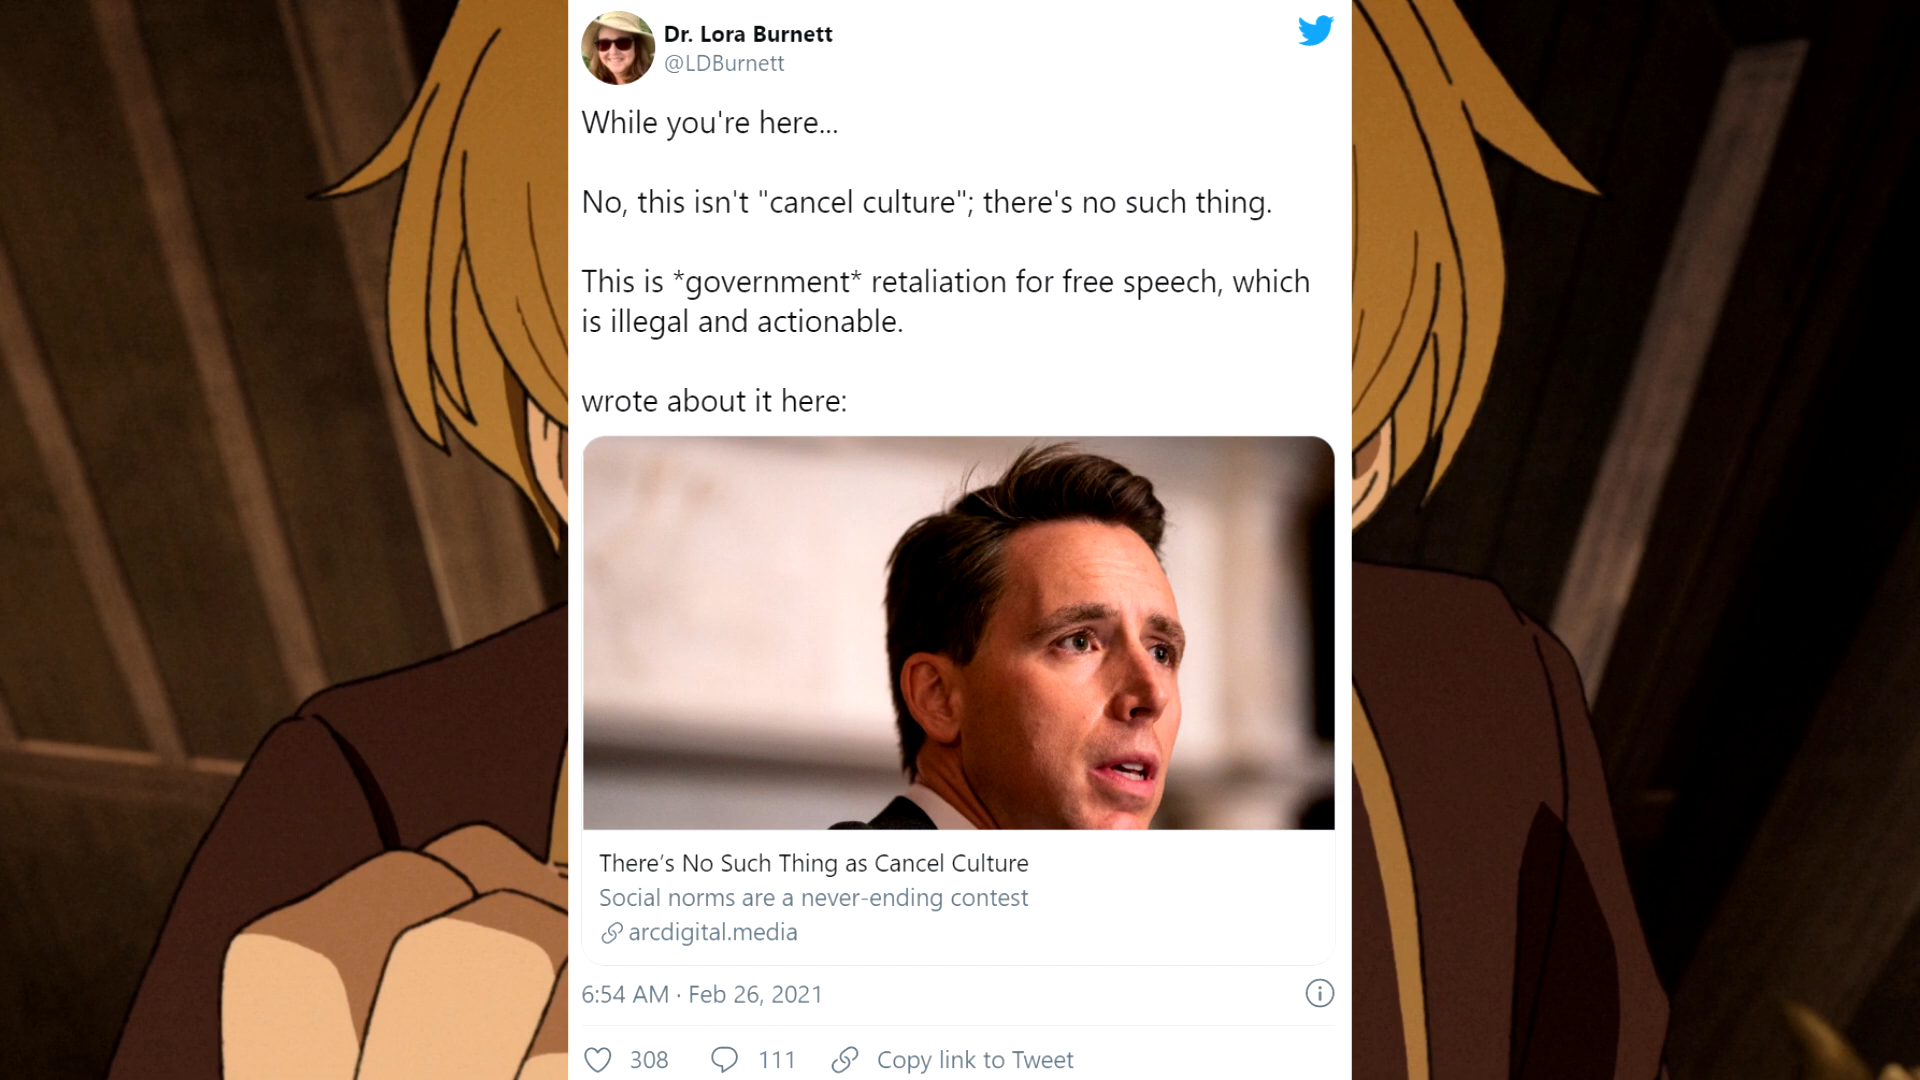 Dr. Lora Burnett
@LDBurnett
While you're here...
No, this isn't "cancel culture"; there's no such thing.
This is *government* retaliation for free speech, which
is illegal and actionable.
wrote about it here:
There’s No Such Thing as Cancel Culture
Social norms are a never-ending contest
arcdigital.media
6:54 AM · Feb 26, 2021
308 111 Copy link to Tweet